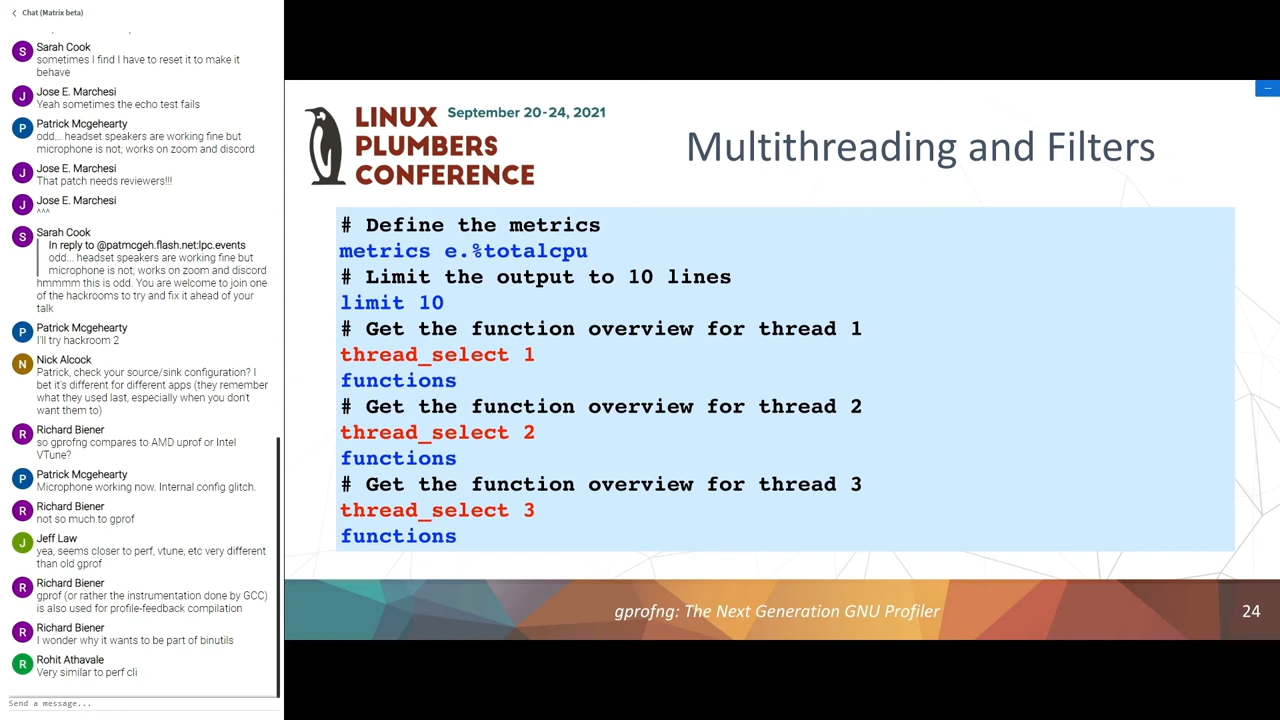 Chat (Matrix beta)
S
Sarah Cook
sometimes I find I have to reset it to make it
behave
J
Jose E. Marchesi
Yeah sometimes the echo test fails
P
Patrick Mcgehearty
odd... headset speakers are working fine but
microphone is not; works on zoom and discord
J
Jose E. Marchesi
That patch needs reviewers!!!
J
Jose E. Marchesi
^^^
S
Sarah Cook
In reply to @patmcgeh.flash.net:lpc.events
odd... headset speakers are working fine but
microphone is not; works on zoom and discord
hmmmm this is odd. You are welcome to join one
of the hackrooms to try and fix it ahead of your
talk
P
Patrick Mcgehearty
I'll try hackroom 2
N
Nick Alcock
Patrick, check your source/sink configuration? I
bet it's different for different apps (they remember
what they used last, especially when you don't
want them to)
R
Richard Biener
so gprofng compares to AMD uprof or Intel
VTune?
P
Patrick Mcgehearty
Microphone working now. Internal config glitch.
R
Richard Biener
not so much to gprof
J
Jeff Law
yea, seems closer to perf, vtune, etc very different
than old gprof
R
Richard Biener
gprof (or rather the instrumentation done by GCC)
is also used for profile-feedback compilation
R
Richard Biener
I wonder why it wants to be part of binutils
R
Rohit Athavale
Very similar to perf cli
Send a message...
LINUX
PLUMBERS
CONFERENCE
September 20-24, 2021
Multithreading and Filters
# Define the metrics
metrics e.%totalcpu
# Limit the output to 10 lines
limit 10
# Get the function overview for thread 1
thread_select 1
functions
# Get the function overview for thread 2
thread_select 2
functions
# Get the function overview for thread 3
thread_select 3
functions
gprofng: The Next Generation GNU Profiler
24